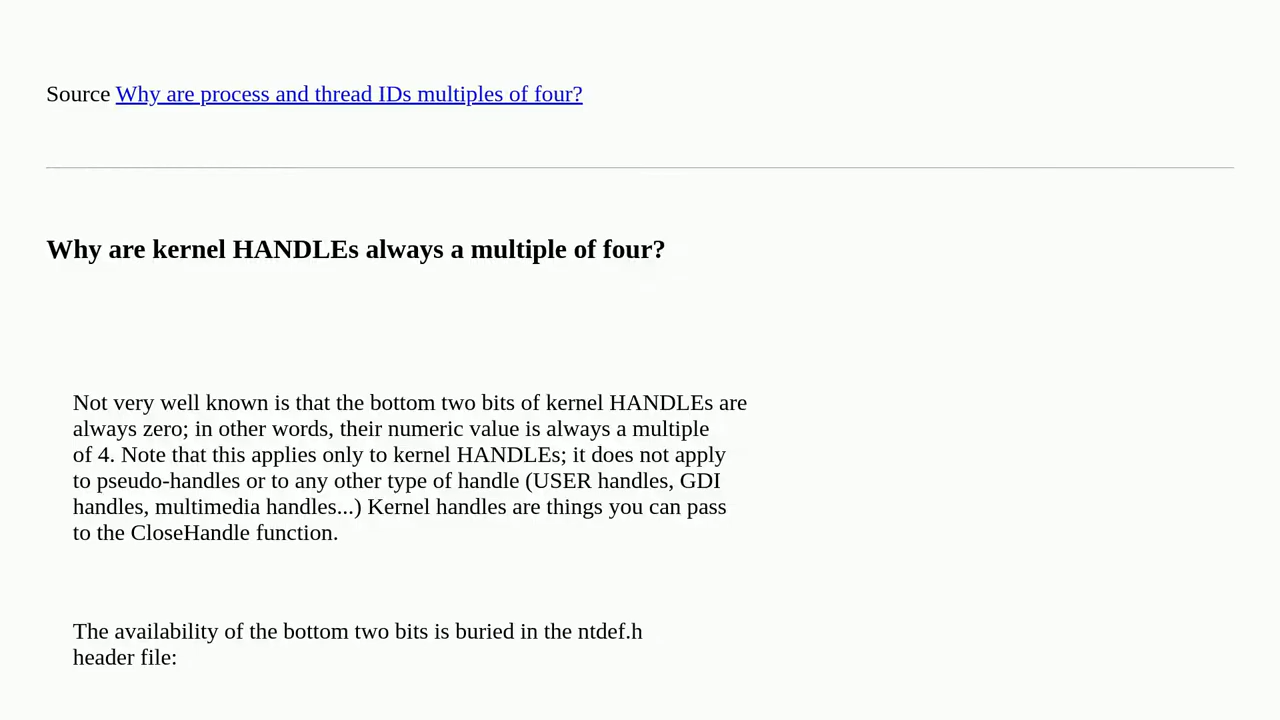 Source Why are process and thread IDs multiples of four?
Why are kernel HANDLEs always a multiple of four?
Not very well known is that the bottom two bits of kernel HANDLEs are
always zero; in other words, their numeric value is always a multiple
of 4. Note that this applies only to kernel HANDLEs; it does not apply
to pseudo-handles or to any other type of handle (USER handles, GDI
handles, multimedia handles...) Kernel handles are things you can pass
to the CloseHandle function.
The availability of the bottom two bits is buried in the ntdef.h
header file: